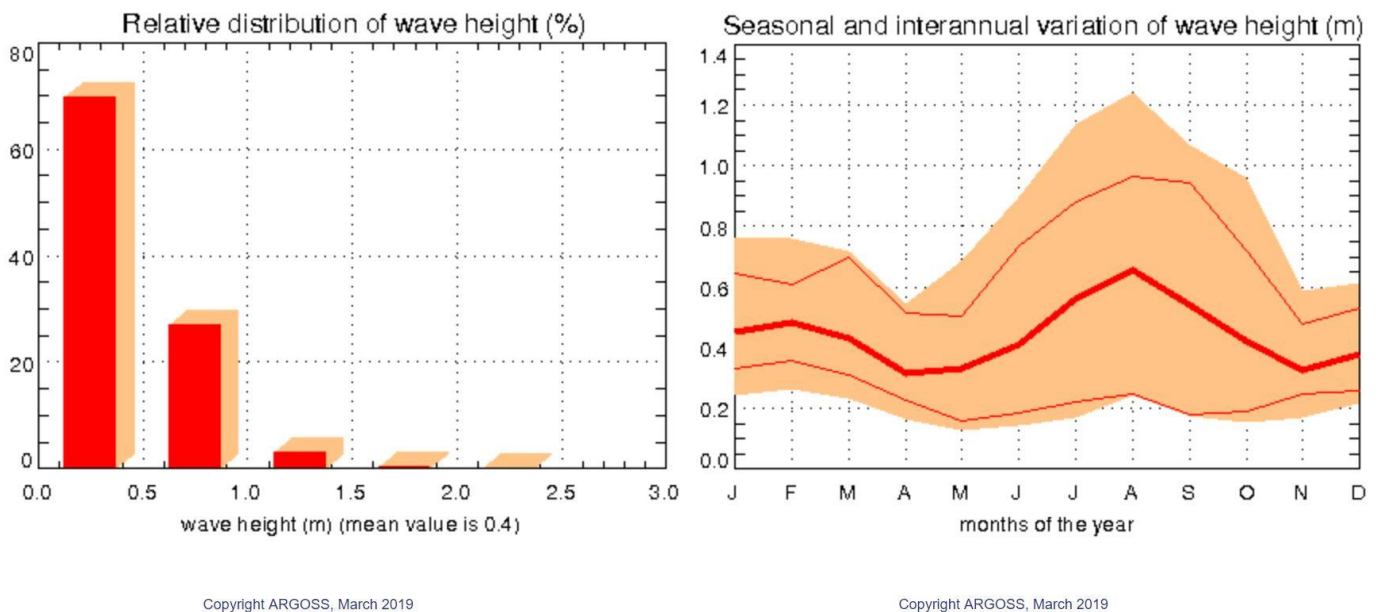 Relative distribution of wave height (%)
80
60
40
20
0
0.0 0.5 1.0 1.5 2.0 2.5 3.0
wave height (m) (mean value is 0.4)
Copyright ARGOSS, March 2019
Seasonal and interannual variation of wave height (m)
1.4
1.2
1.0
0.8
0.6
0.4
0.2
0.0
J F M A M J J A S O N D
months of the year
Copyright ARGOSS, March 2019